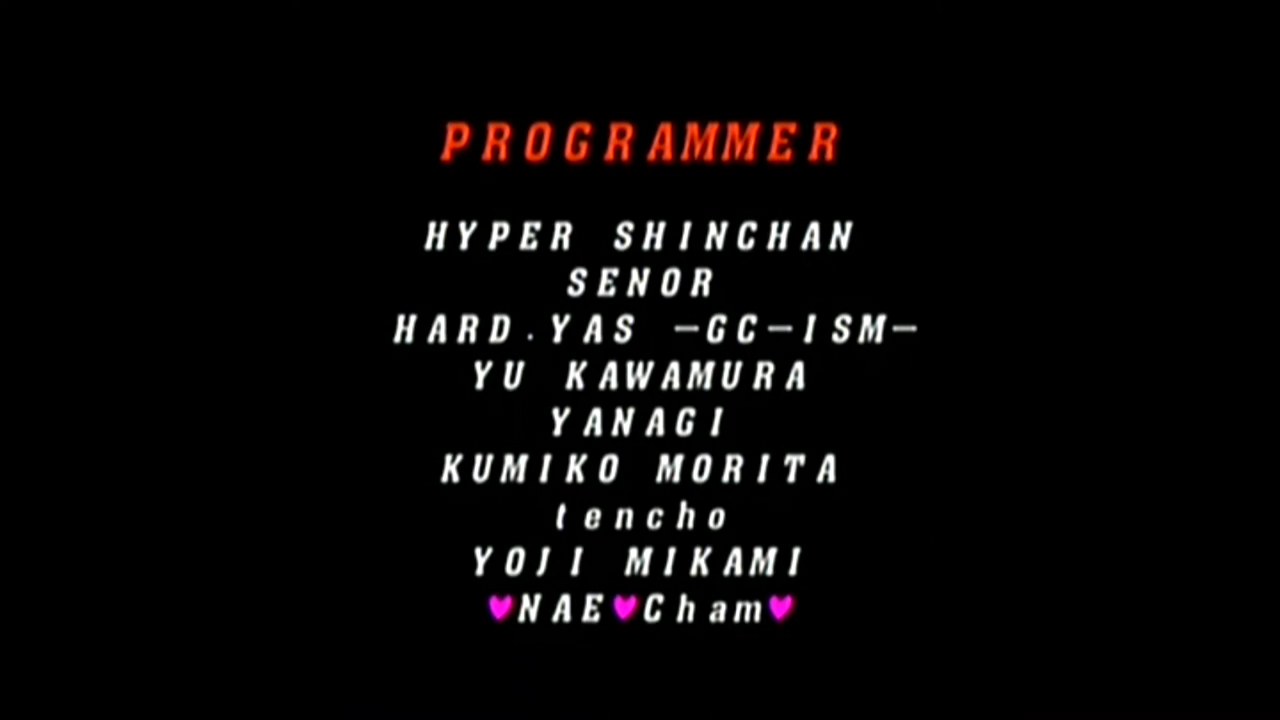 PROGRAMMER
HYPER SHINCHAN
SENOR
HARD.YAS -GC-ISM-
YU KAWAMURA
YANAGI
KUMIKO MORITA
tencho
YOJI MIKAMI
♥NAE♥Cham♥